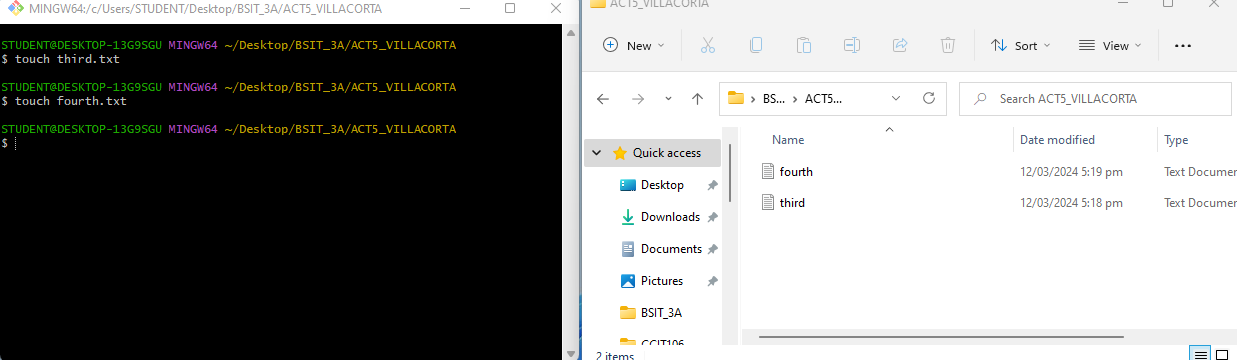 MINGW64:/c/Users/STUDENT/Desktop/BSIT_3A/ACT5_VILLACORTA
STUDENT@DESKTOP-13G9SGU MINGW64 ~/Desktop/BSIT_3A/ACT5_VILLACORTA
$ touch third.txt
STUDENT@DESKTOP-13G9SGU MINGW64 ~/Desktop/BSIT_3A/ACT5_VILLACORTA
$ touch fourth.txt
STUDENT@DESKTOP-13G9SGU MINGW64 ~/Desktop/BSIT_3A/ACT5_VILLACORTA
$
ACT5_VILLACORTA
New
Sort
View
BS... ACT5...
Search ACT5_VILLACORTA
Quick access
Desktop
Downloads
Documents
Pictures
BSIT_3A
CCIT106
Name Date modified Type
fourth 12/03/2024 5:19 pm Text Documen
third 12/03/2024 5:18 pm Text Documen
2 items